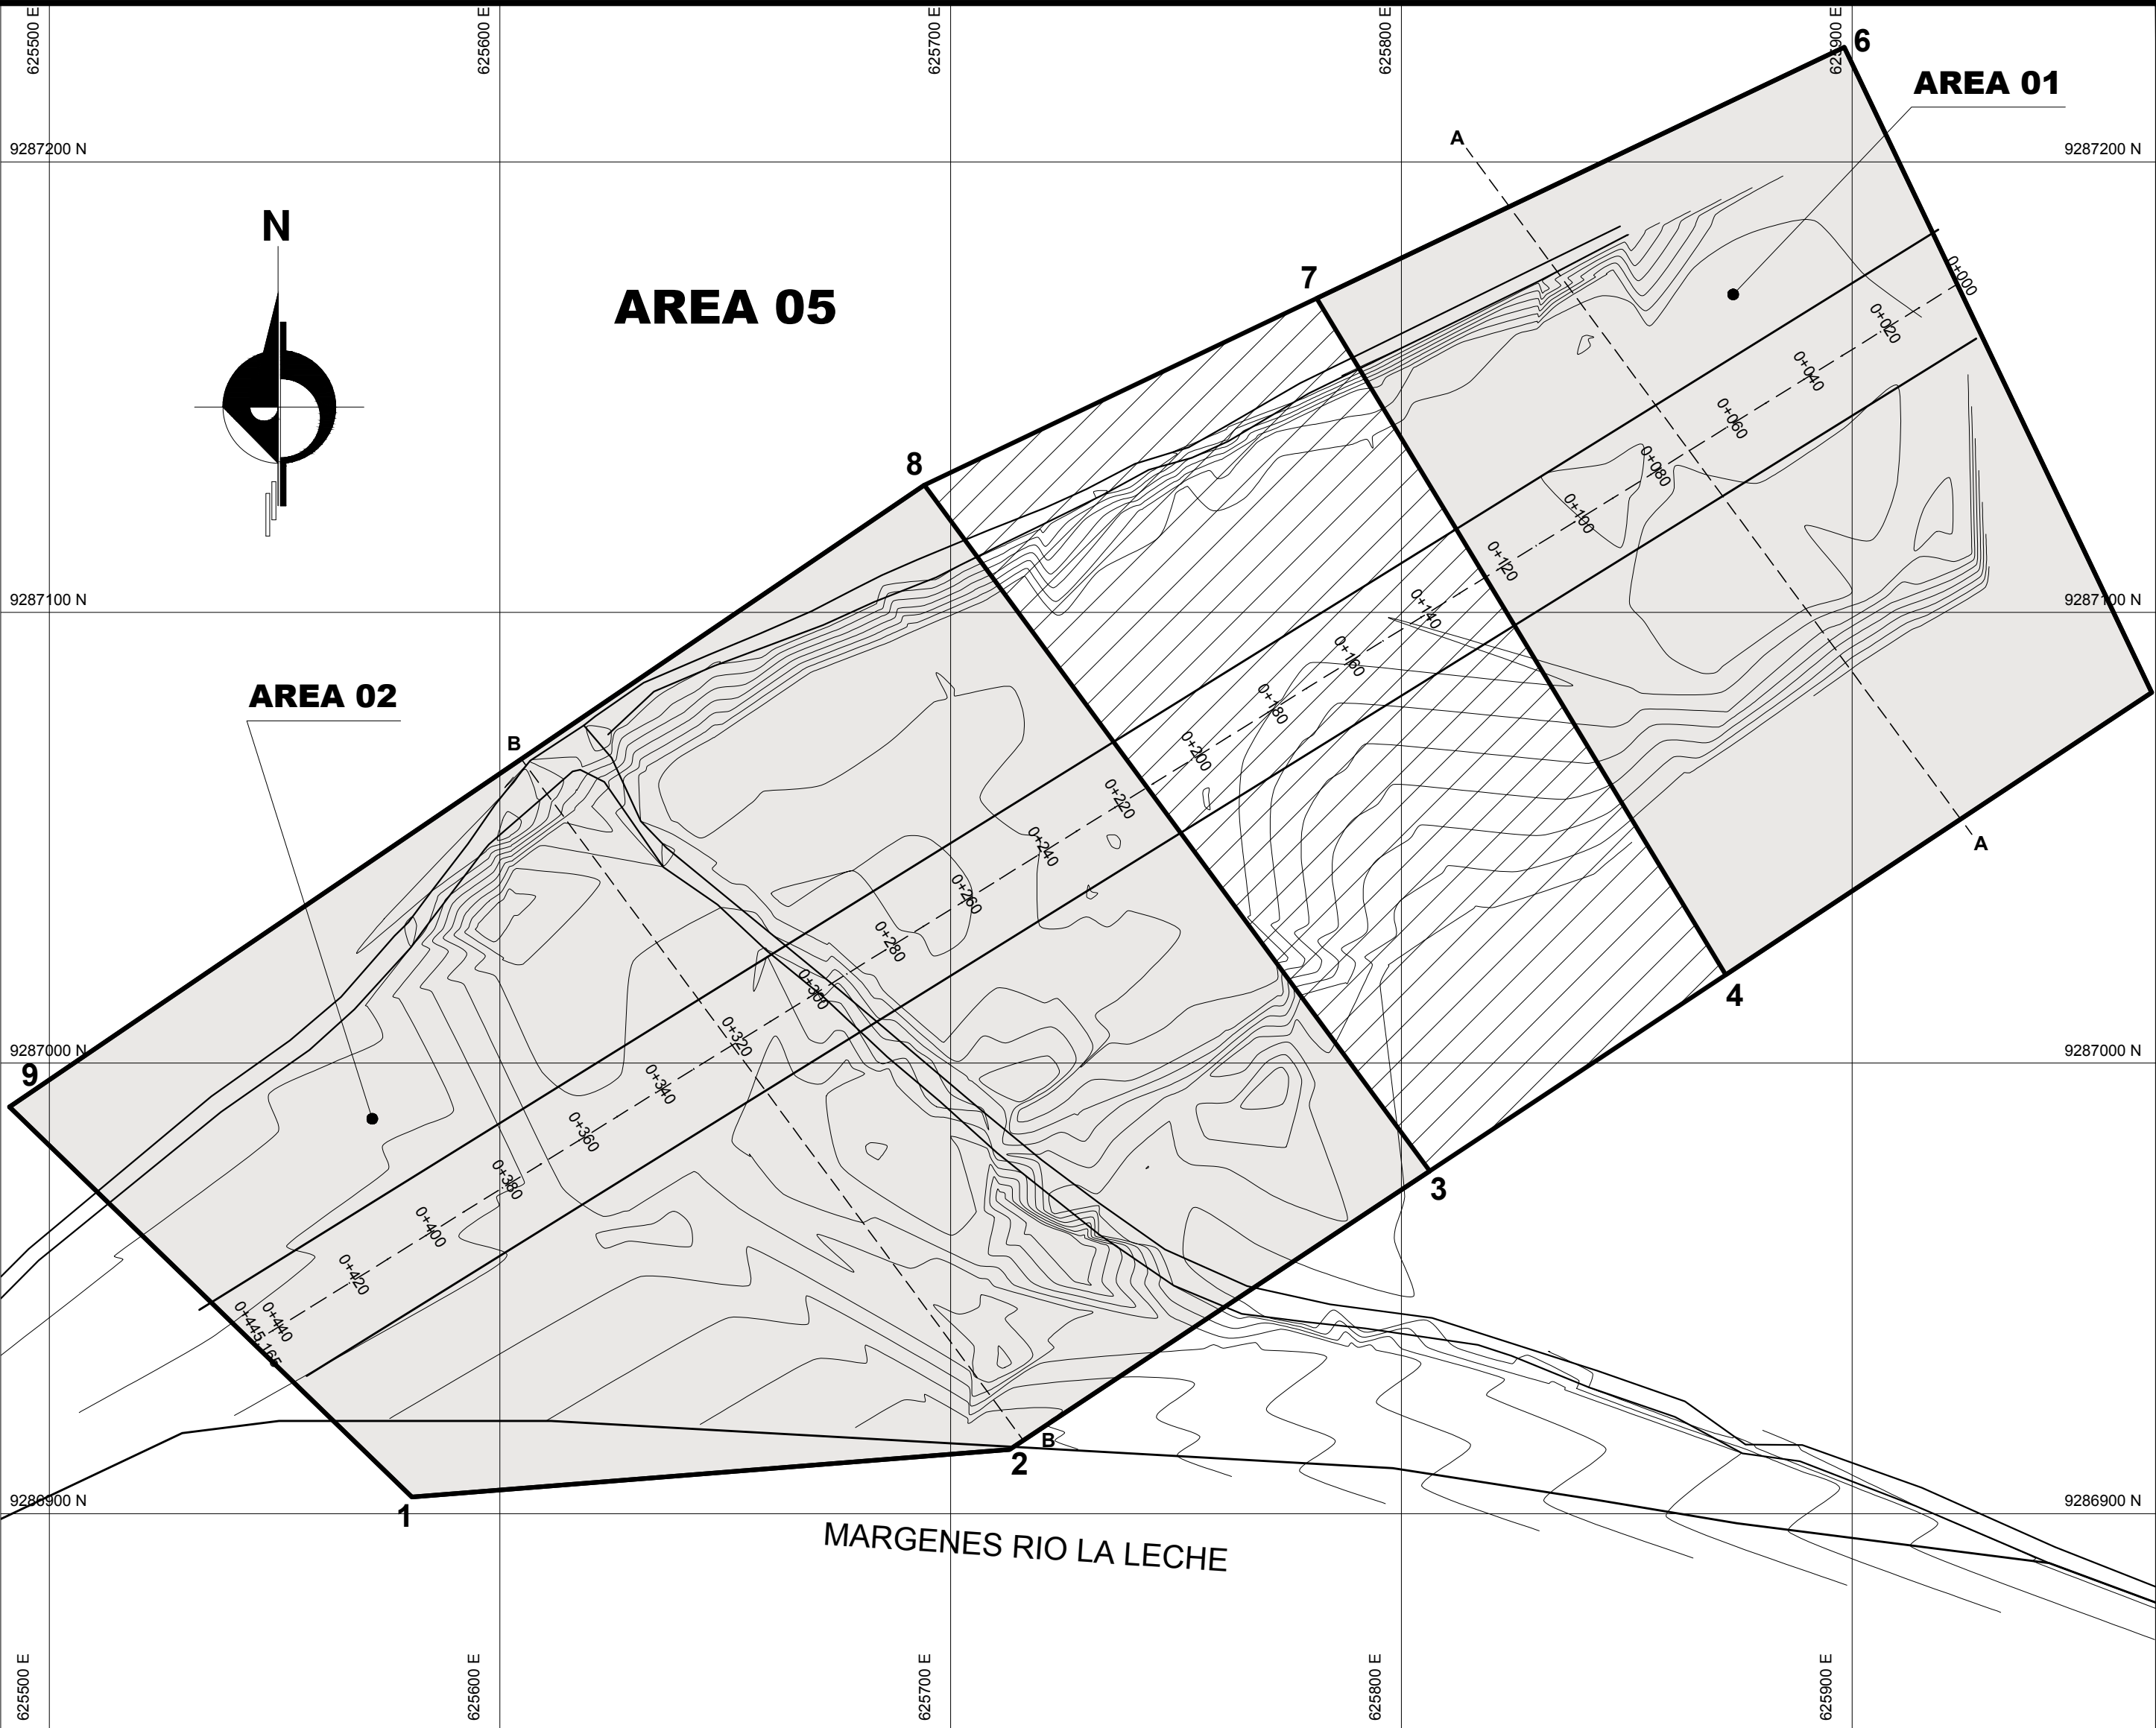 625500 E
625600 E
625700 E
625800 E
625900 E
6
AREA 01
A
9287200 N
9287200 N
N
AREA 05
7
0+000
0+020
0+040
0+060
8
0+080
0+100
0+120
9287100 N
9287100 N
0+140
0+160
AREA 02
0+180
B
0+200
0+220
0+240
A
0+260
0+280
0+300
4
0+320
9287000 N
9287000 N
9
0+340
0+360
0+380
3
0+400
0+420
0+440
0+445,165
B
2
9286900 N
9286900 N
1
MARGENES RIO LA LECHE
625500 E
625600 E
625700 E
625800 E
625900 E